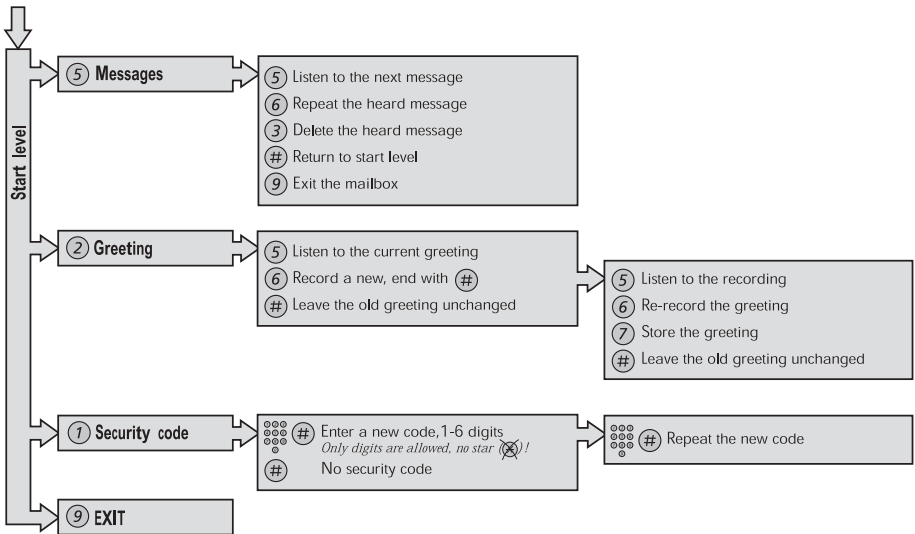 Start level
5 Messages
5 Listen to the next message
6 Repeat the heard message
3 Delete the heard message
# Return to start level
9 Exit the mailbox
2 Greeting
5 Listen to the current greeting
6 Record a new, end with #
# Leave the old greeting unchanged
5 Listen to the recording
6 Re-record the greeting
7 Store the greeting
# Leave the old greeting unchanged
1 Security code
# Enter a new code,1-6 digits
Only digits are allowed, no star (*)!
# No security code
# Repeat the new code
9 EXIT